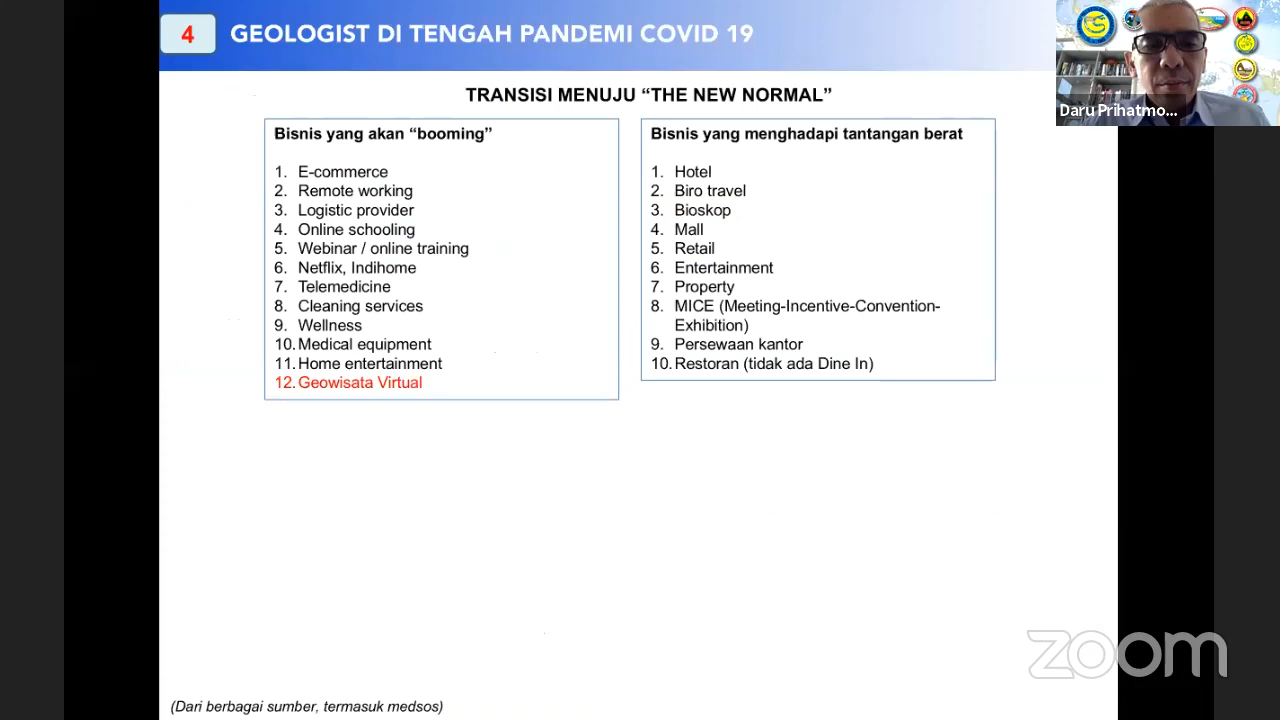 4
GEOLOGIST DI TENGAH PANDEMI COVID 19
Daru Prihatmo...
TRANSISI MENUJU “THE NEW NORMAL”
Bisnis yang akan “booming”
1. E-commerce
2. Remote working
3. Logistic provider
4. Online schooling
5. Webinar / online training
6. Netflix, Indihome
7. Telemedicine
8. Cleaning services
9. Wellness
10. Medical equipment
11. Home entertainment
12. Geowisata Virtual
Bisnis yang menghadapi tantangan berat
1. Hotel
2. Biro travel
3. Bioskop
4. Mall
5. Retail
6. Entertainment
7. Property
8. MICE (Meeting-Incentive-Convention-
Exhibition)
9. Persewaan kantor
10. Restoran (tidak ada Dine In)
zoom
(Dari berbagai sumber, termasuk medsos)